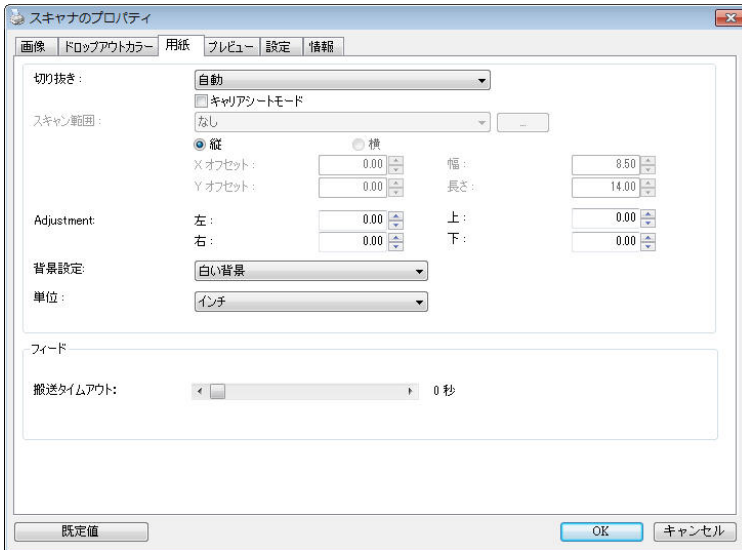 スキャナのプロパティ
画像 ドロップアウトカラー 用紙 プレビュー 設定 情報
切り抜き： 自動
キャリアシートモード
スキャン範囲： なし ...
縦 横
X オフセット： 0.00 幅： 8.50
Y オフセット： 0.00 長さ： 14.00
Adjustment: 左： 0.00 上： 0.00
右： 0.00 下： 0.00
背景設定: 白い背景
単位： インチ
フィード
搬送タイムアウト: 0 秒
既定値 OK キャンセル